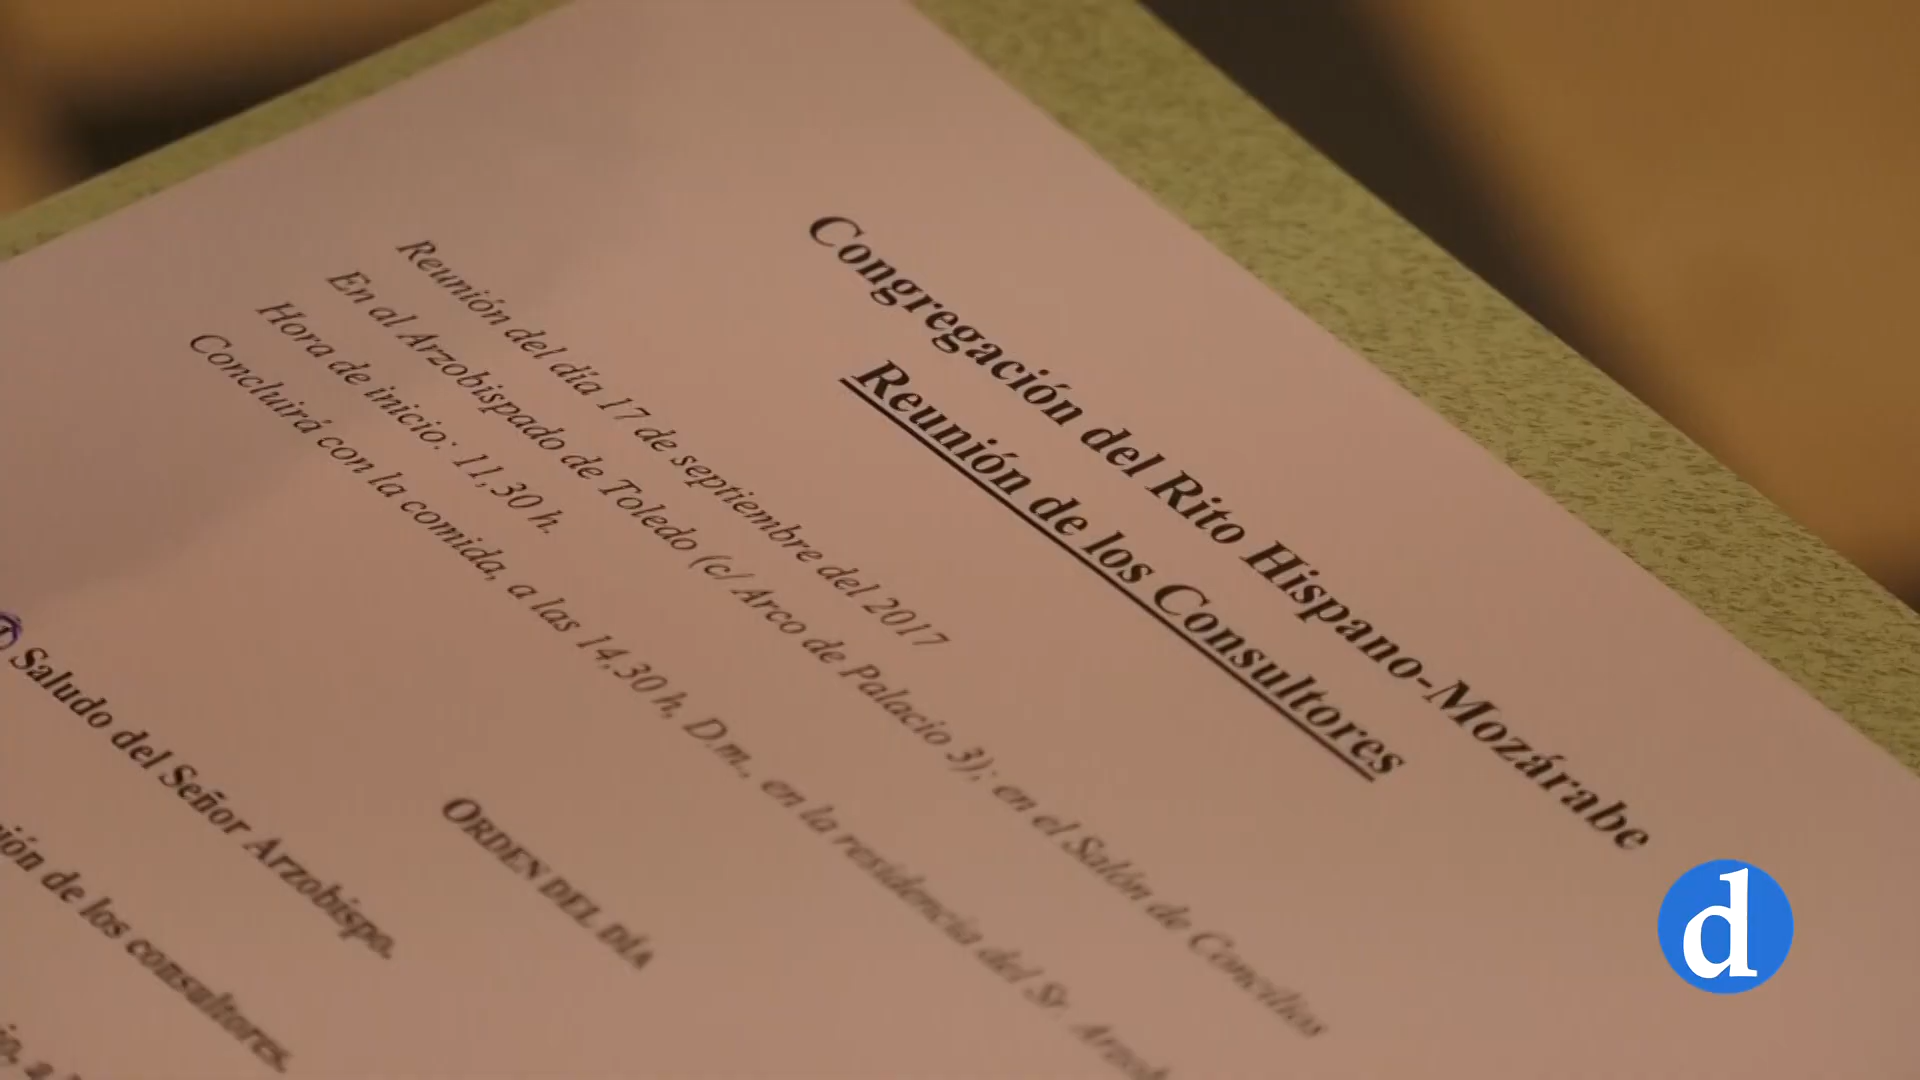 Congregación del Rito Hispano-Mozárabe
Reunión de los Consultores
Reunión del día 17 de septiembre del 2017
En al Arzobispado de Toledo (c/ Arco de Palacio 3); en el Salón de Concilios
Hora de inicio: 11,30 h.
Concluirá con la comida, a las 14,30 h, D.m., en la residencia del Sr.
ORDEN DEL DÍA
Saludo del Señor Arzobispo.
de los consultores.
d